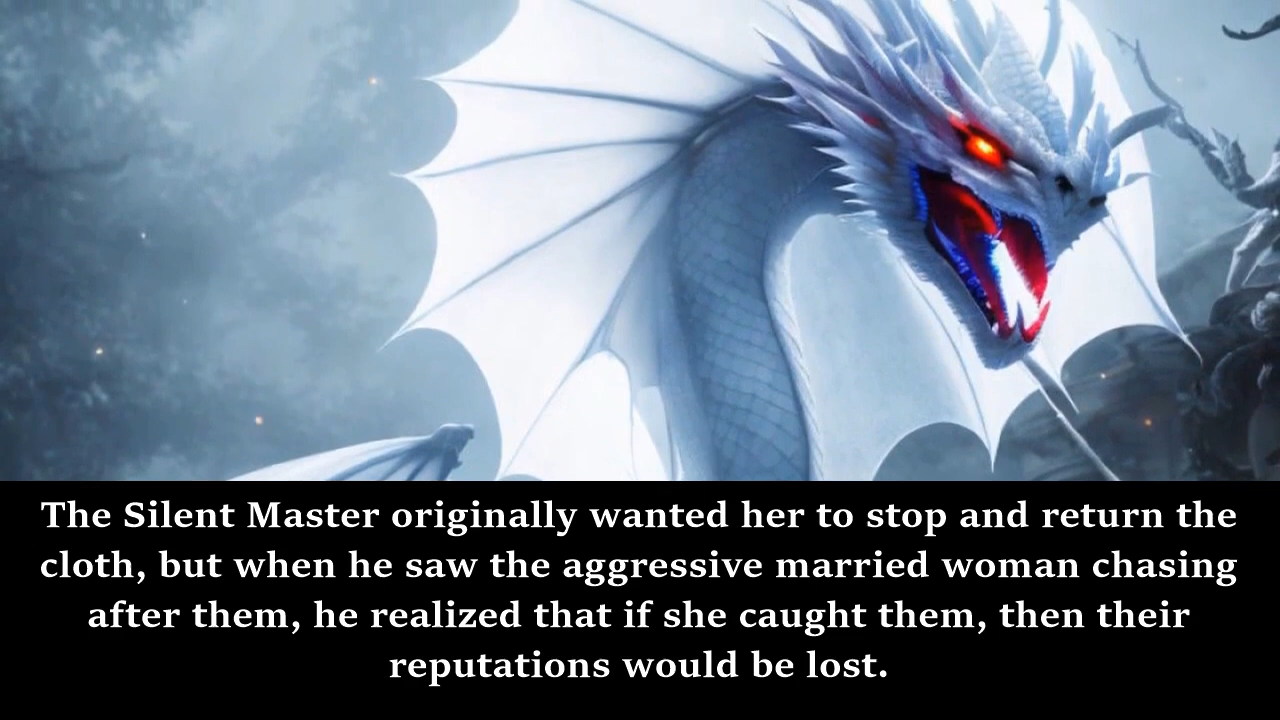 The Silent Master originally wanted her to stop and return the
cloth, but when he saw the aggressive married woman chasing
after them, he realized that if she caught them, then their
reputations would be lost.